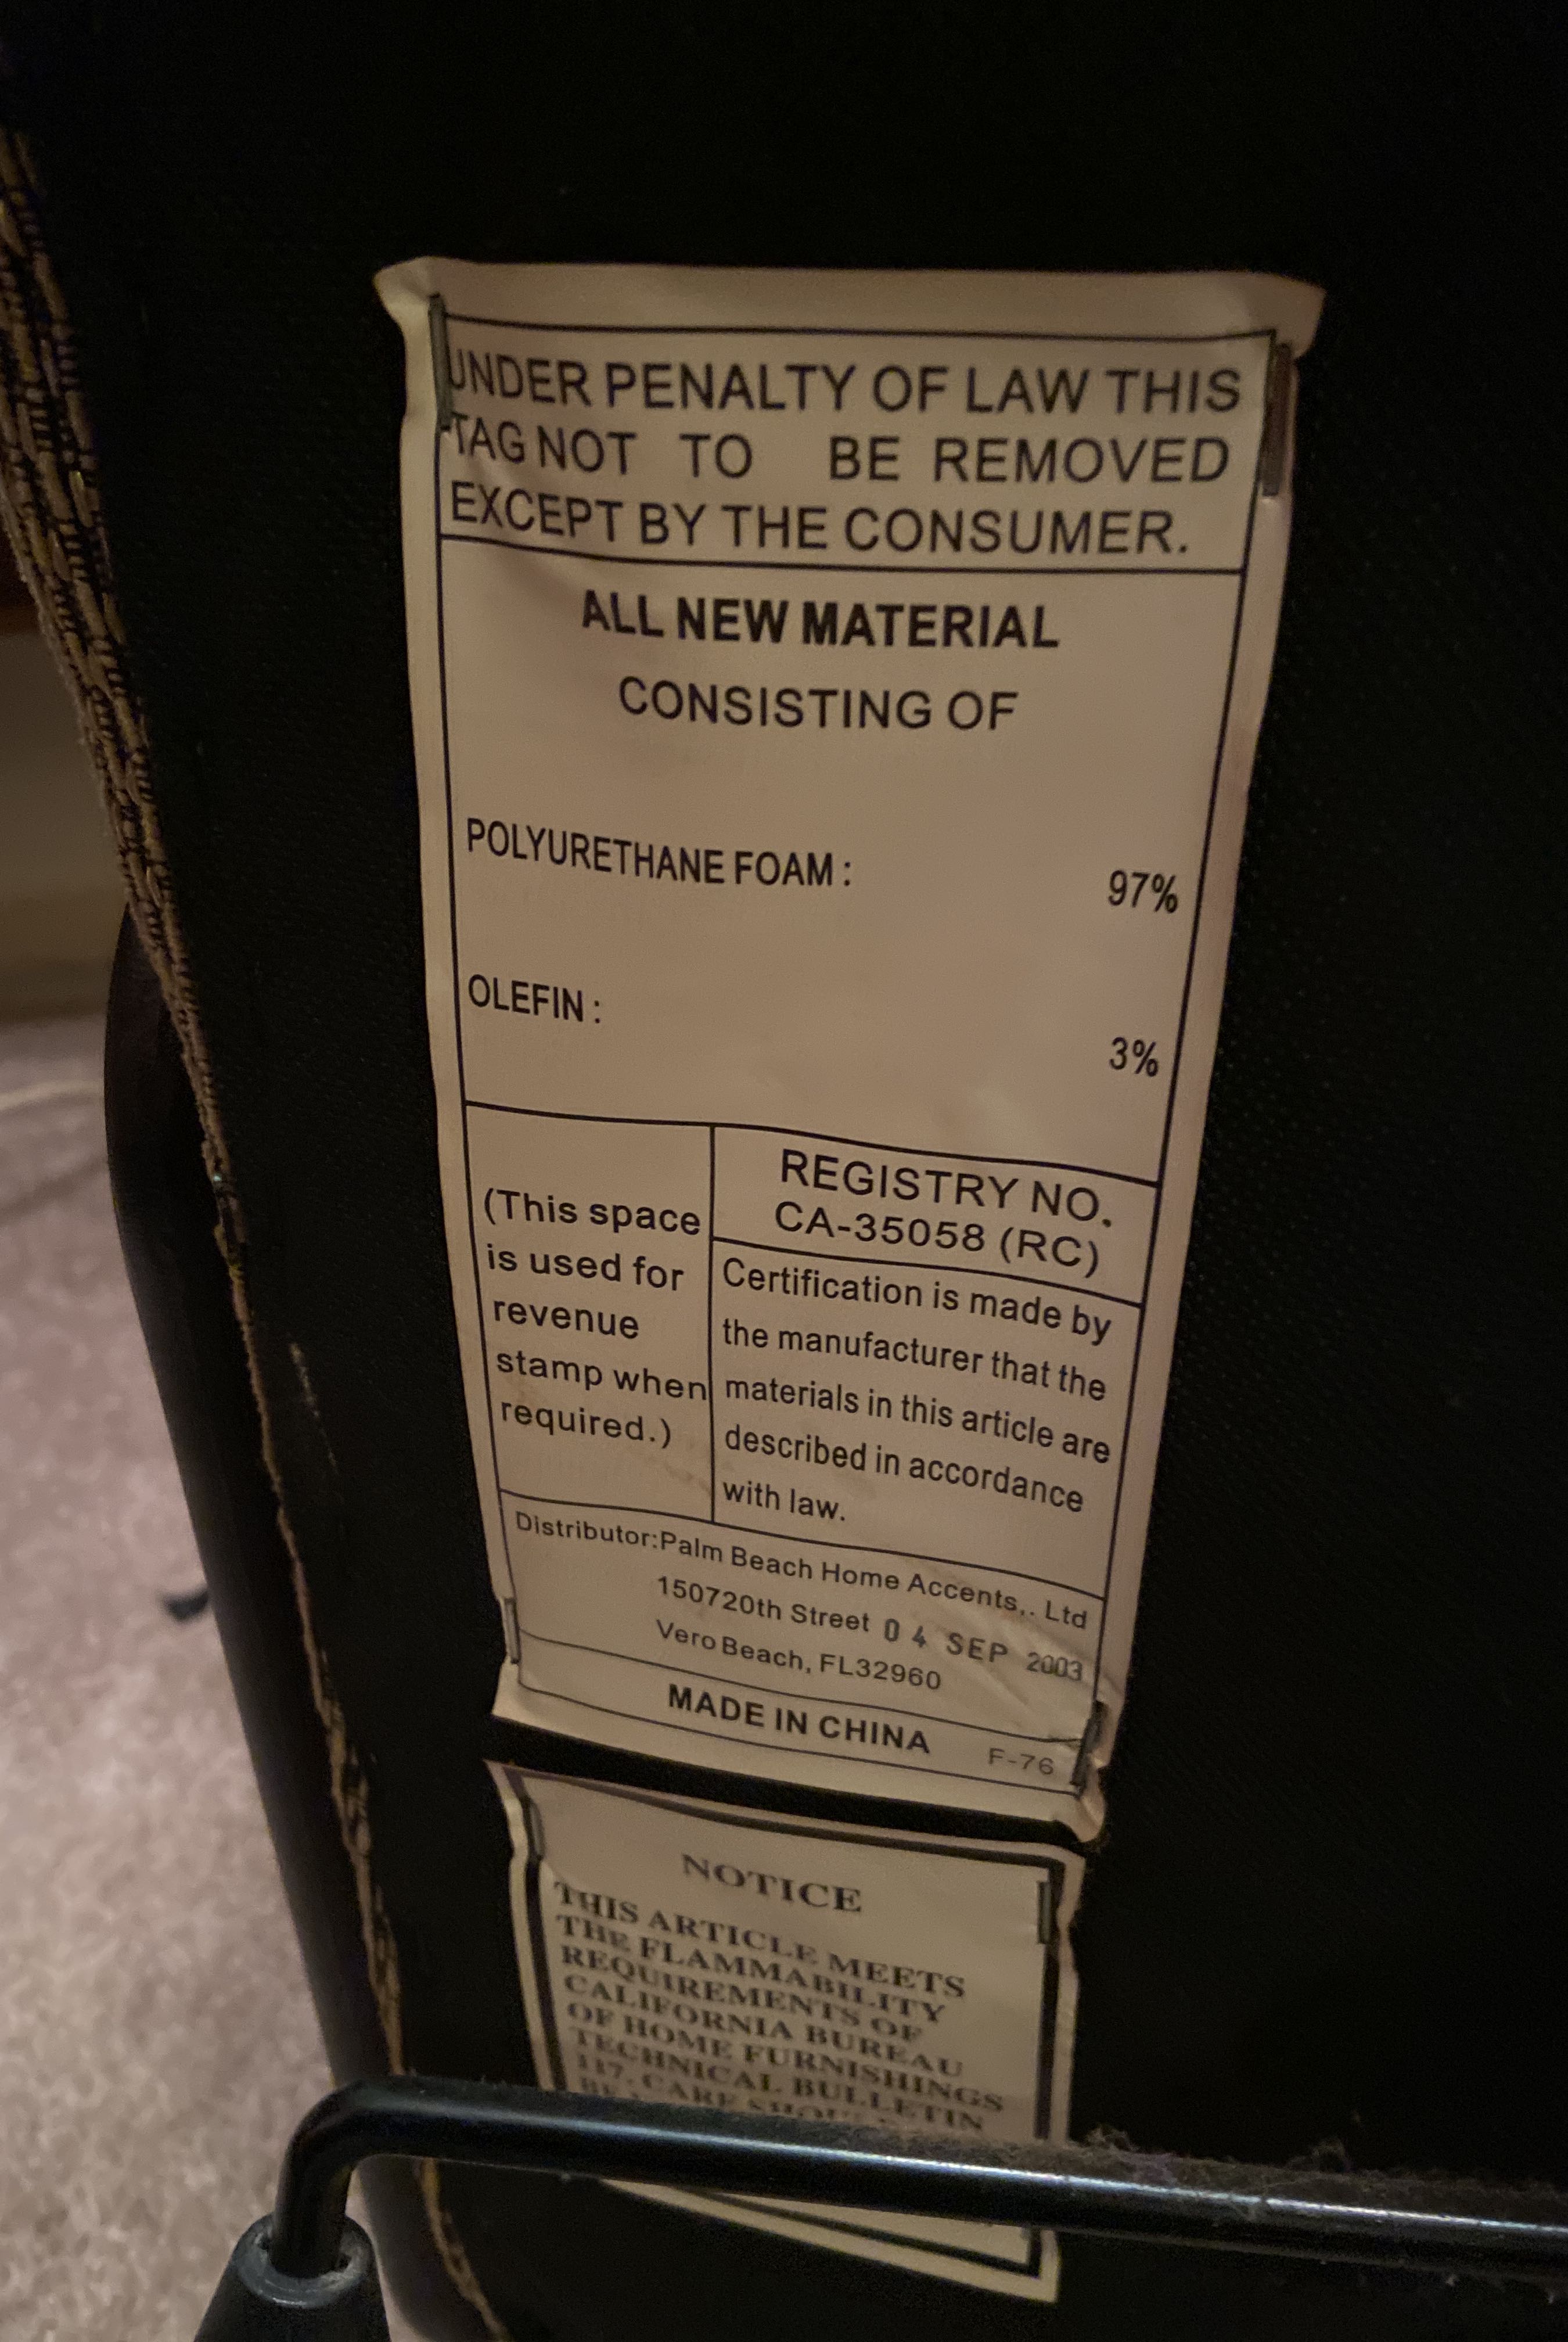 UNDER PENALTY OF LAW THIS
TAG NOT TO BE REMOVED
EXCEPT BY THE CONSUMER.
ALL NEW MATERIAL
CONSISTING OF
POLYURETHANE FOAM : 97%
OLEFIN : 3%
(This space
is used for
revenue
stamp when
required.)
REGISTRY NO.
CA-35058 (RC)
Certification is made by
the manufacturer that the
materials in this article are
described in accordance
with law.
Distributor:Palm Beach Home Accents,. Ltd
150720th Street 04 SEP 2003
Vero Beach, FL32960
MADE IN CHINA F-76
NOTICE
THIS ARTICLE MEETS
THE FLAMMABILITY
REQUIREMENTS OF
CALIFORNIA BUREAU
OF HOME FURNISHINGS
TECHNICAL BULLETIN
117. CARE